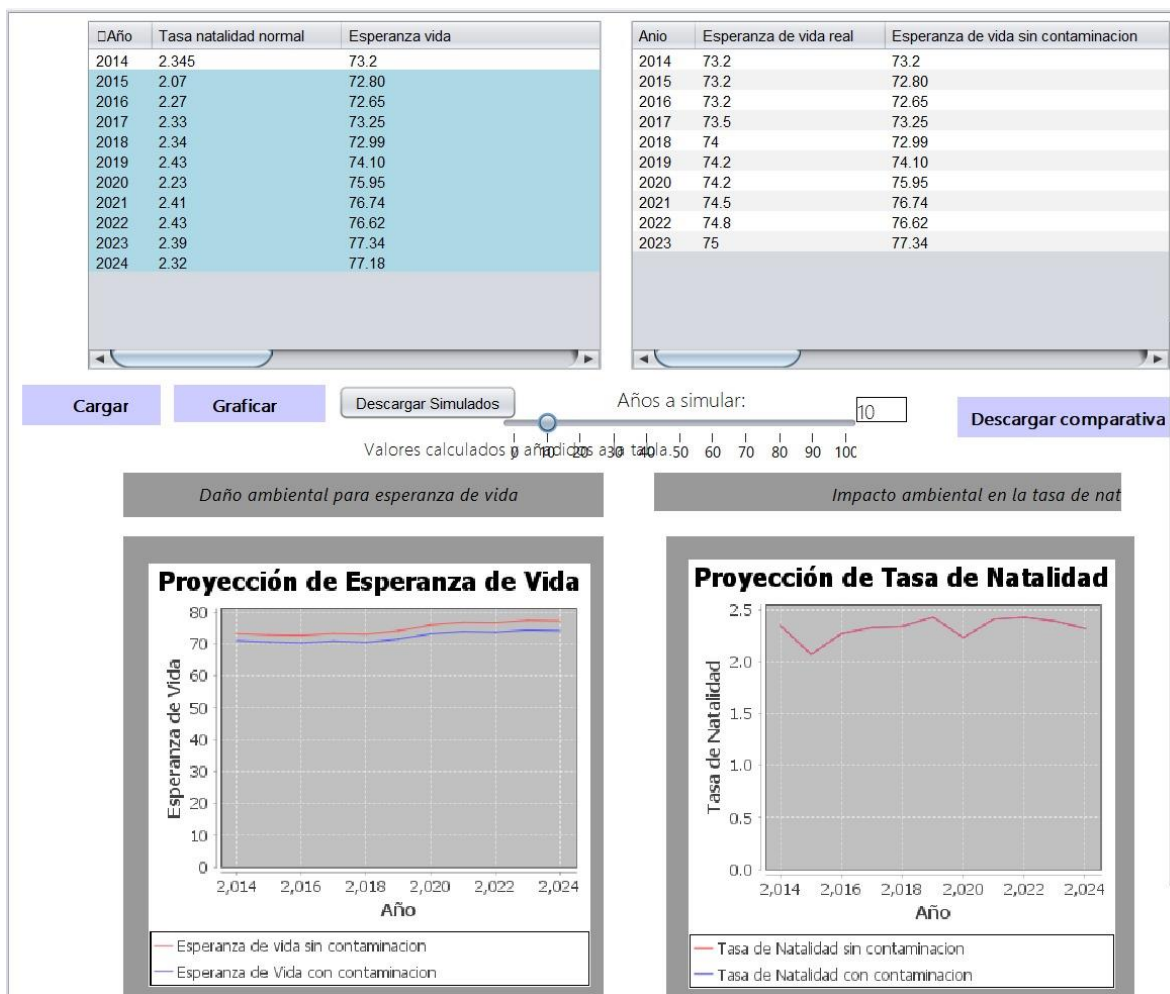 □Año Tasa natalidad normal Esperanza vida
2014 2.345 73.2
2015 2.07 72.80
2016 2.27 72.65
2017 2.33 73.25
2018 2.34 72.99
2019 2.43 74.10
2020 2.23 75.95
2021 2.41 76.74
2022 2.43 76.62
2023 2.39 77.34
2024 2.32 77.18
Anio Esperanza de vida real Esperanza de vida sin contaminacion
2014 73.2 73.2
2015 73.2 72.80
2016 73.2 72.65
2017 73.5 73.25
2018 74 72.99
2019 74.2 74.10
2020 74.2 75.95
2021 74.5 76.74
2022 74.8 76.62
2023 75 77.34
Cargar
Graficar
Descargar Simulados
Años a simular:
10
Descargar comparativa
Valores calculados y añadidos a la tabla.
0 10 20 30 40 50 60 70 80 90 100
Daño ambiental para esperanza de vida
Impacto ambiental en la tasa de nat
Proyección de Esperanza de Vida
Esperanza de Vida
80
70
60
50
40
30
20
10
0
2,014 2,016 2,018 2,020 2,022 2,024
Año
Esperanza de vida sin contaminacion
Esperanza de Vida con contaminacion
Proyección de Tasa de Natalidad
Tasa de Natalidad
2.5
2.0
1.5
1.0
0.5
0.0
2,014 2,016 2,018 2,020 2,022 2,024
Año
Tasa de Natalidad sin contaminacion
Tasa de Natalidad con contaminacion